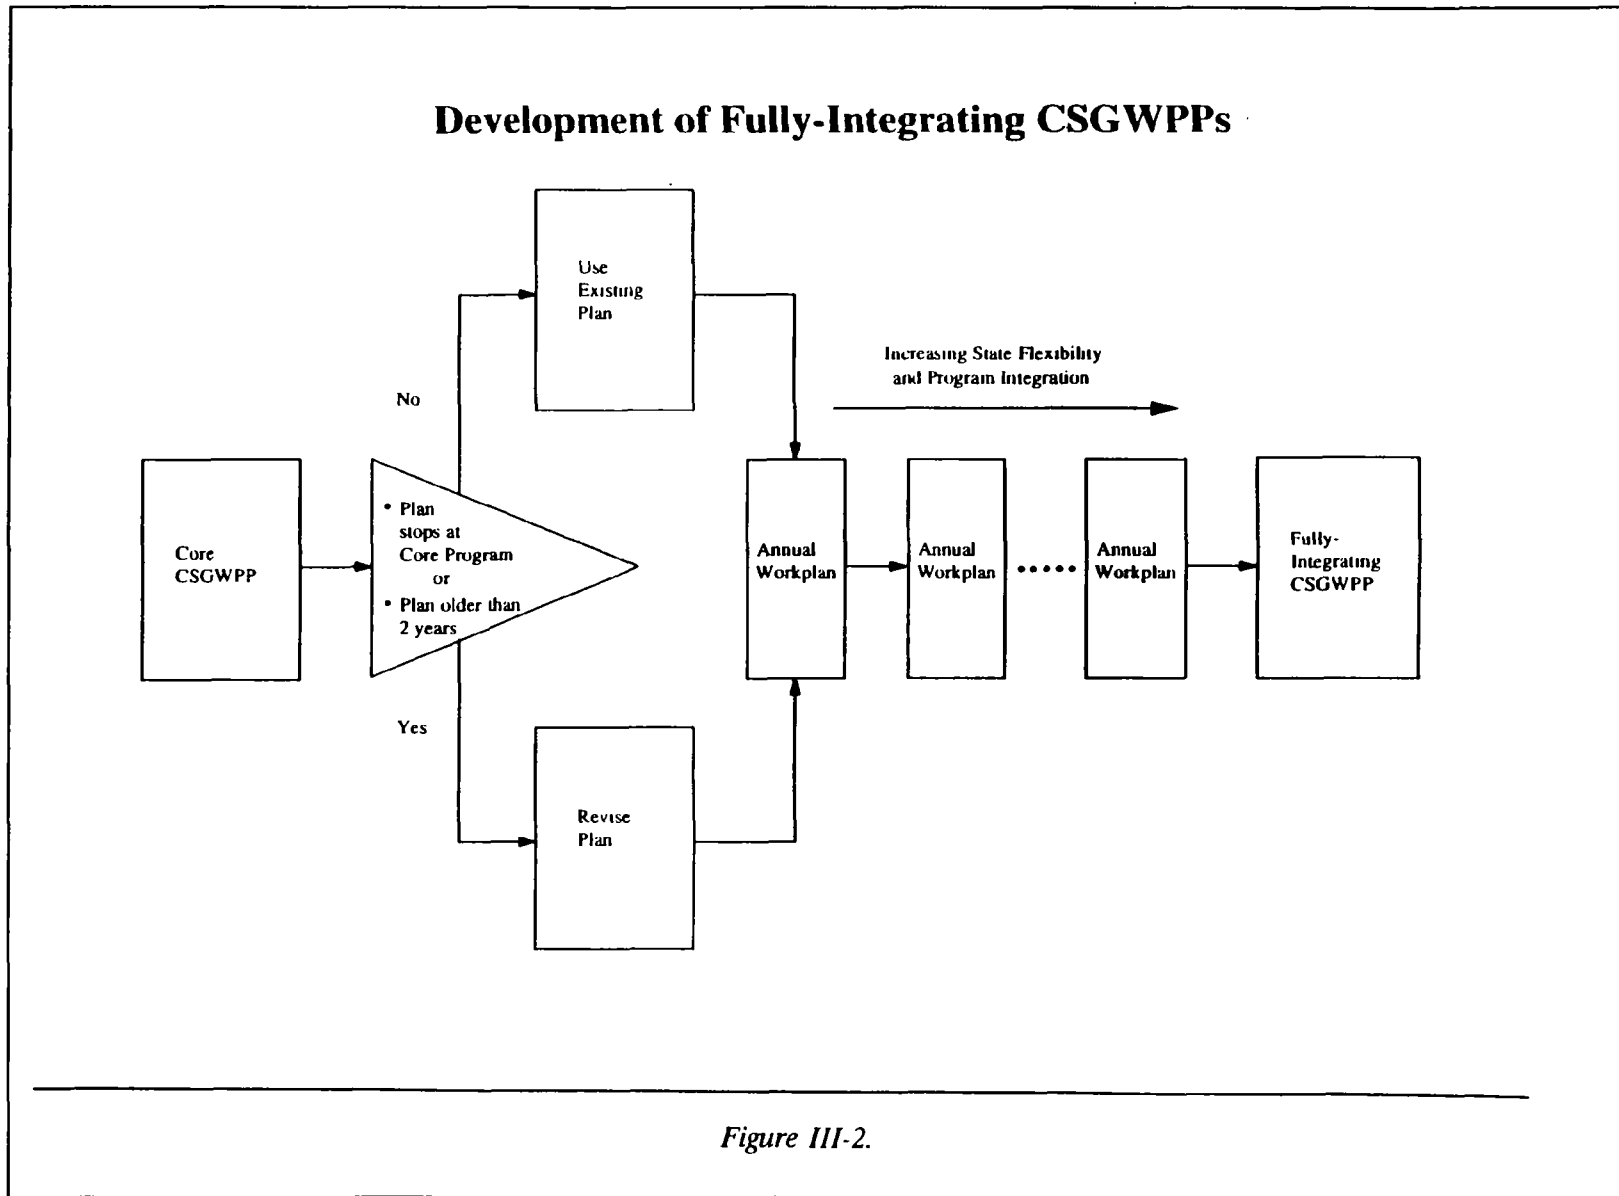 Development of Fully-Integrating CSGWPPs
Use
Existing
Plan
Increasing State Flexibility
and Program Integration
No
• Plan
stops at
Core Program
or
• Plan older than
2 years
Core
CSGWPP
Annual
Workplan
Annual
Workplan
•••••
Annual
Workplan
Fully-
Integrating
CSGWPP
Yes
Revise
Plan
Figure III-2.